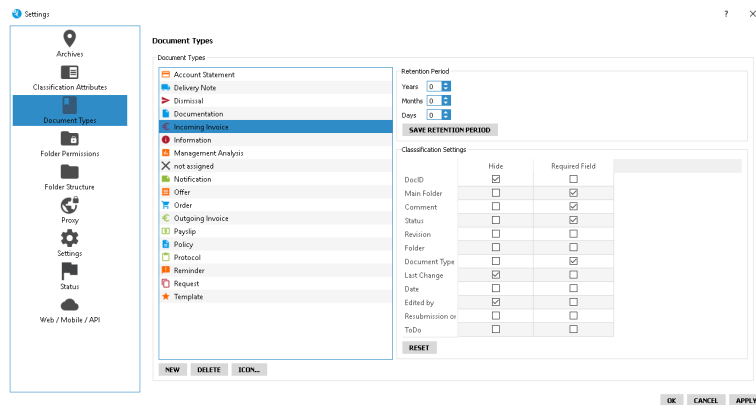 Settings
?
Archives
Classification Attributes
Document Types
Folder Permissions
Folder Structure
Proxy
Settings
Status
Web / Mobile / API
Document Types
Document Types
Account Statement
Delivery Note
Dismissal
Documentation
Incoming Invoice
Information
Management Analysis
not assigned
Notification
Offer
Order
Outgoing Invoice
Payslip
Policy
Protocol
Reminder
Request
Template
NEW DELETE ICON...
Retention Period
Years 0
Months 0
Days 0
SAVE RETENTION PERIOD
Classsification Settings
Hide Required Field
DocID
Main Folder
Comment
Status
Revision
Folder
Document Type
Last Change
Date
Edited by
Resubmission or
ToDo
RESET
OK CANCEL APPLY